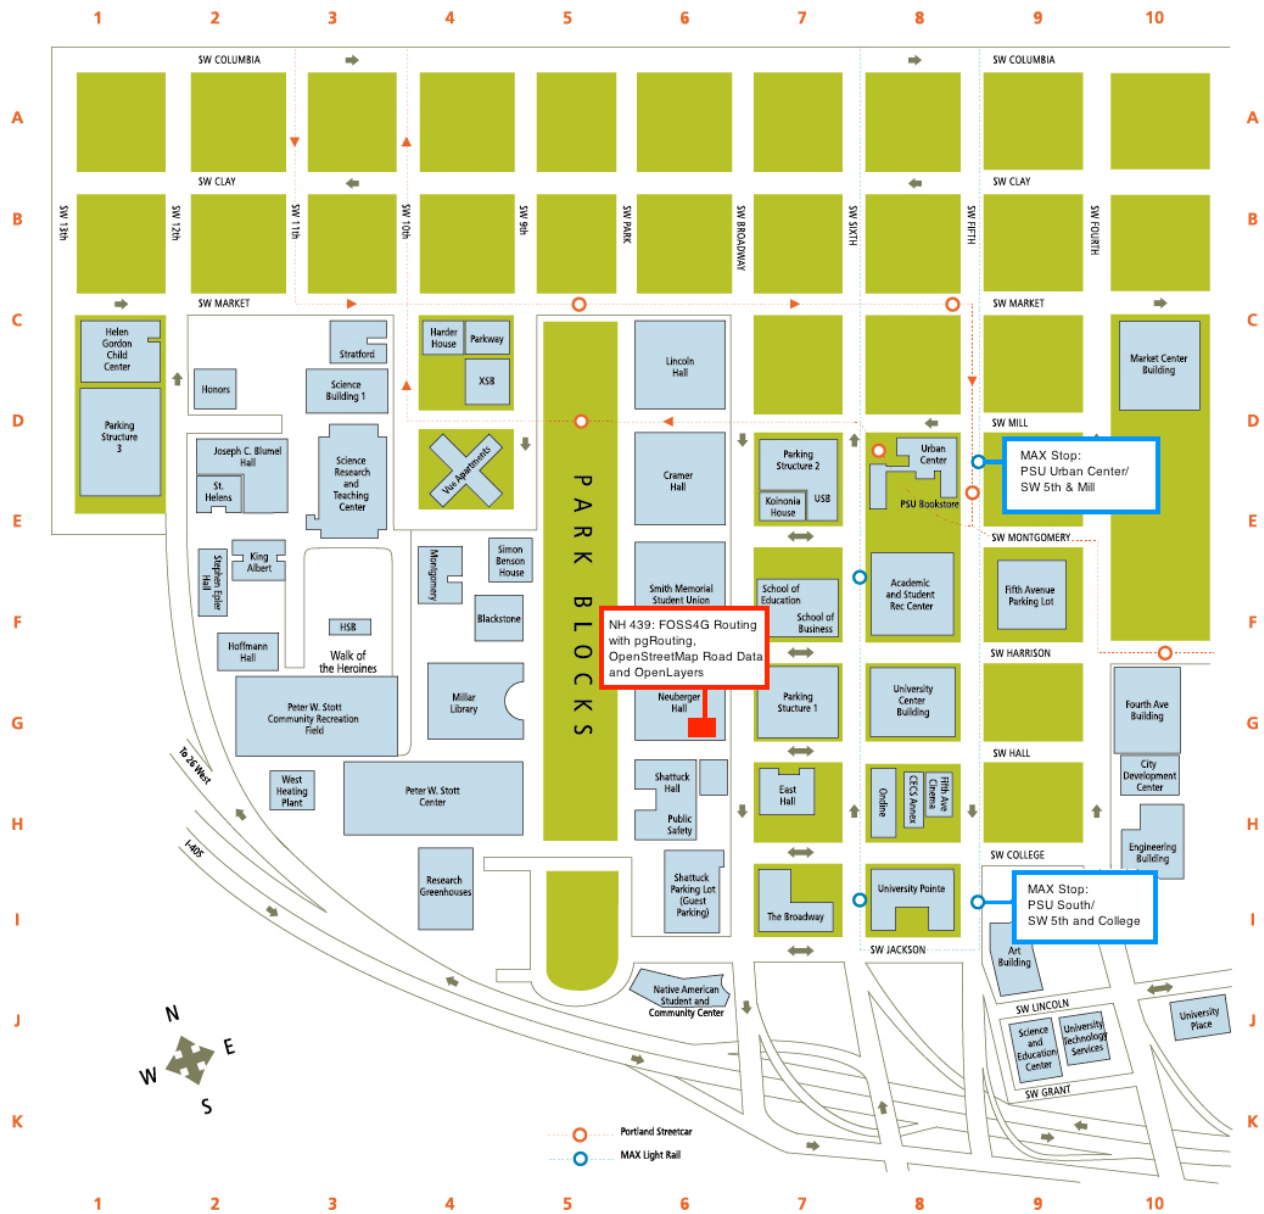 1 2 3 4 5 6 7 8 9 10
SW COLUMBIA
SW COLUMBIA
A
A
SW CLAY
SW CLAY
B
B
SW 13th
SW 12th
SW 11th
SW 10th
SW 9th
SW PARK
SW BROADWAY
SW SIXTH
SW FIFTH
SW FOURTH
SW MARKET
SW MARKET
C
C
Helen
Gordon
Child
Center
Stratford
Harder
House
Parkway
XSB
Lincoln
Hall
Market Center
Building
Honors
Science
Building 1
D
D
SW MILL
Parking
Structure
3
Joseph C. Blumel
Hall
St.
Helens
Science
Research
and
Teaching
Center
Vue Apartments
Cramer
Hall
Parking
Structure 2
Koinonia
House
USB
Urban
Center
PSU Bookstore
MAX Stop:
PSU Urban Center/
SW 5th & Mill
E
E
SW MONTGOMERY
PARK BLOCKS
Stephen Epler
Hall
King
Albert
Montgomery
Simon
Benson
House
Blackstone
Smith Memorial
Student Union
School of
Education
School of
Business
Academic
and Student
Rec Center
Fifth Avenue
Parking Lot
F
F
HSB
Hoffmann
Hall
Walk of
the Heroines
NH 439: FOSS4G Routing
with pgRouting,
OpenStreetMap Road Data
and OpenLayers
SW HARRISON
Peter W. Stott
Community Recreation
Field
Millar
Library
Neuberger
Hall
Parking
Stucture 1
University
Center
Building
Fourth Ave
Building
G
G
To 26 West
SW HALL
West
Heating
Plant
Peter W. Stott
Center
Shattuck
Hall
Public
Safety
East
Hall
Ondine
CECS Annex
Fifth Ave
Cinema
City
Development
Center
H
H
I-405
SW COLLEGE
Engineering
Building
Research
Greenhouses
Shattuck
Parking Lot
(Guest
Parking)
The Broadway
University Pointe
MAX Stop:
PSU South/
SW 5th and College
I
I
SW JACKSON
Art
Building
Native American
Student and
Community Center
SW LINCOLN
University
Place
J
J
Science
and
Education
Center
University
Technology
Services
N
E
W
S
SW GRANT
K
K
Portland Streetcar
MAX Light Rail
1 2 3 4 5 6 7 8 9 10